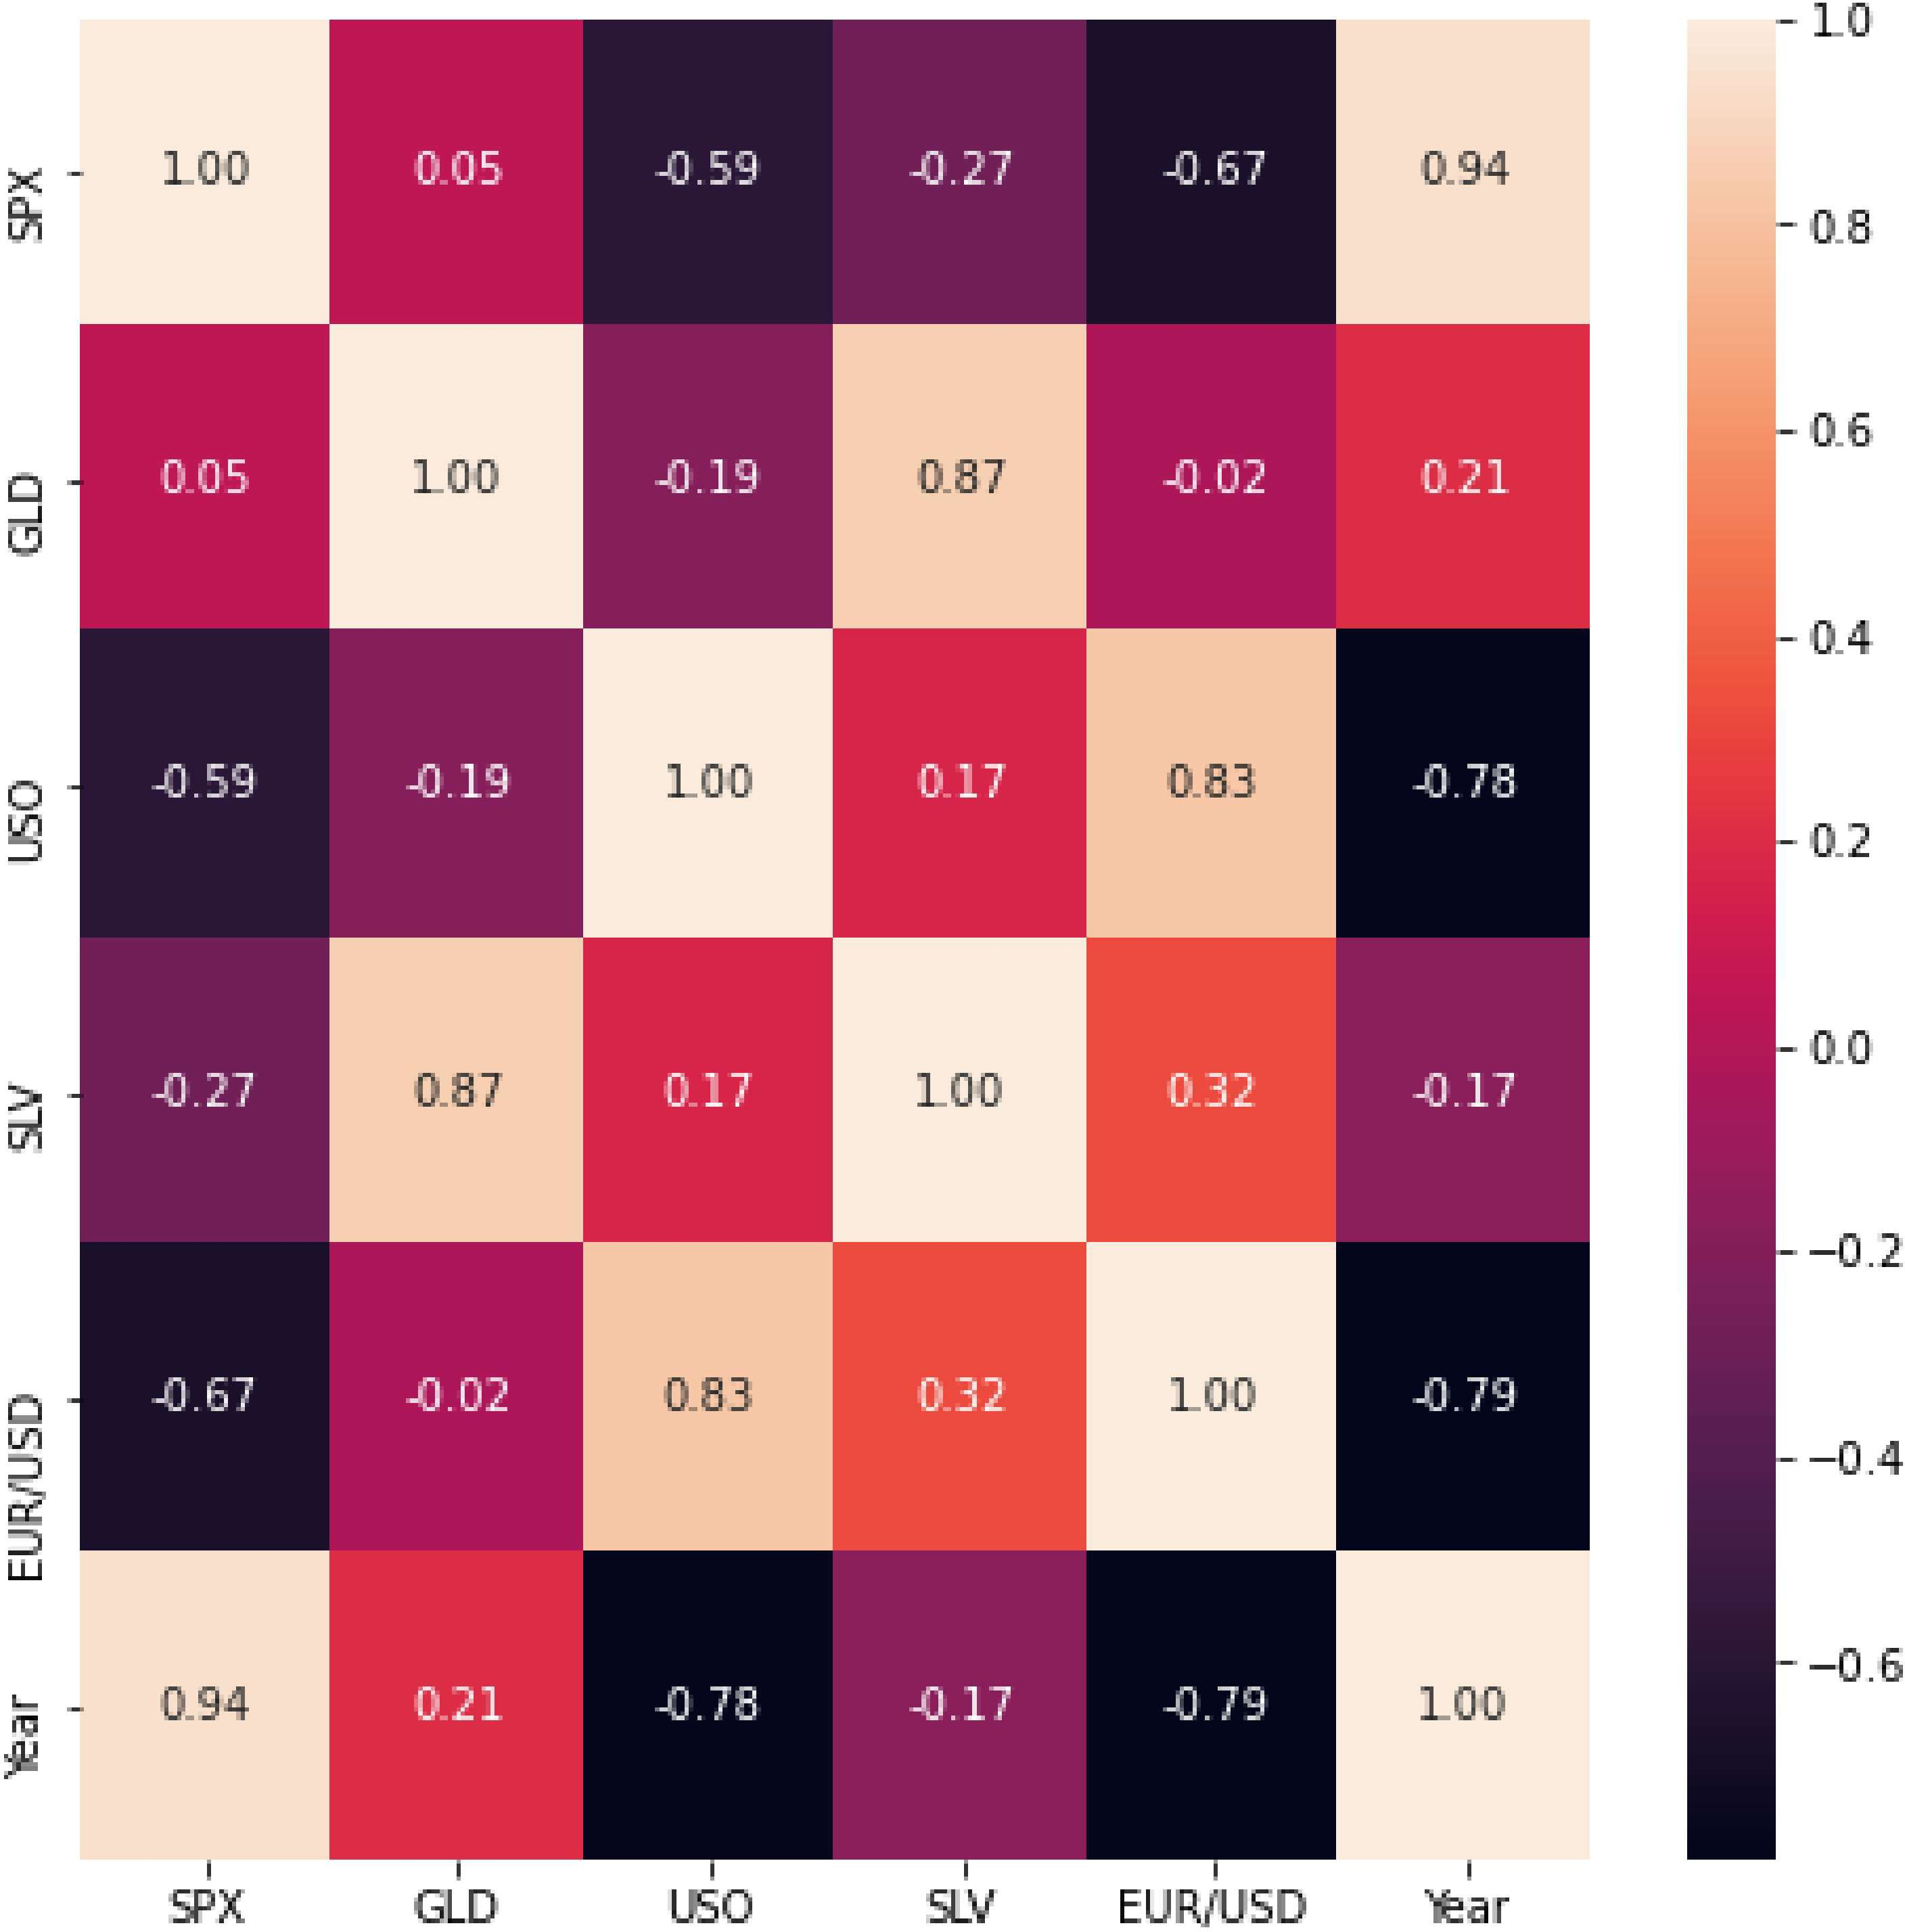 SPX 1.00 0.05 -0.59 -0.27 -0.67 0.94
GLD 0.05 1.00 -0.19 0.87 -0.02 0.21
USO -0.59 -0.19 1.00 0.17 0.83 -0.78
SLV -0.27 0.87 0.17 1.00 0.32 -0.17
EUR/USD -0.67 -0.02 0.83 0.32 1.00 -0.79
Year 0.94 0.21 -0.78 -0.17 -0.79 1.00
SPX GLD USO SLV EUR/USD Year
1.0
0.8
0.6
0.4
0.2
0.0
−0.2
−0.4
−0.6